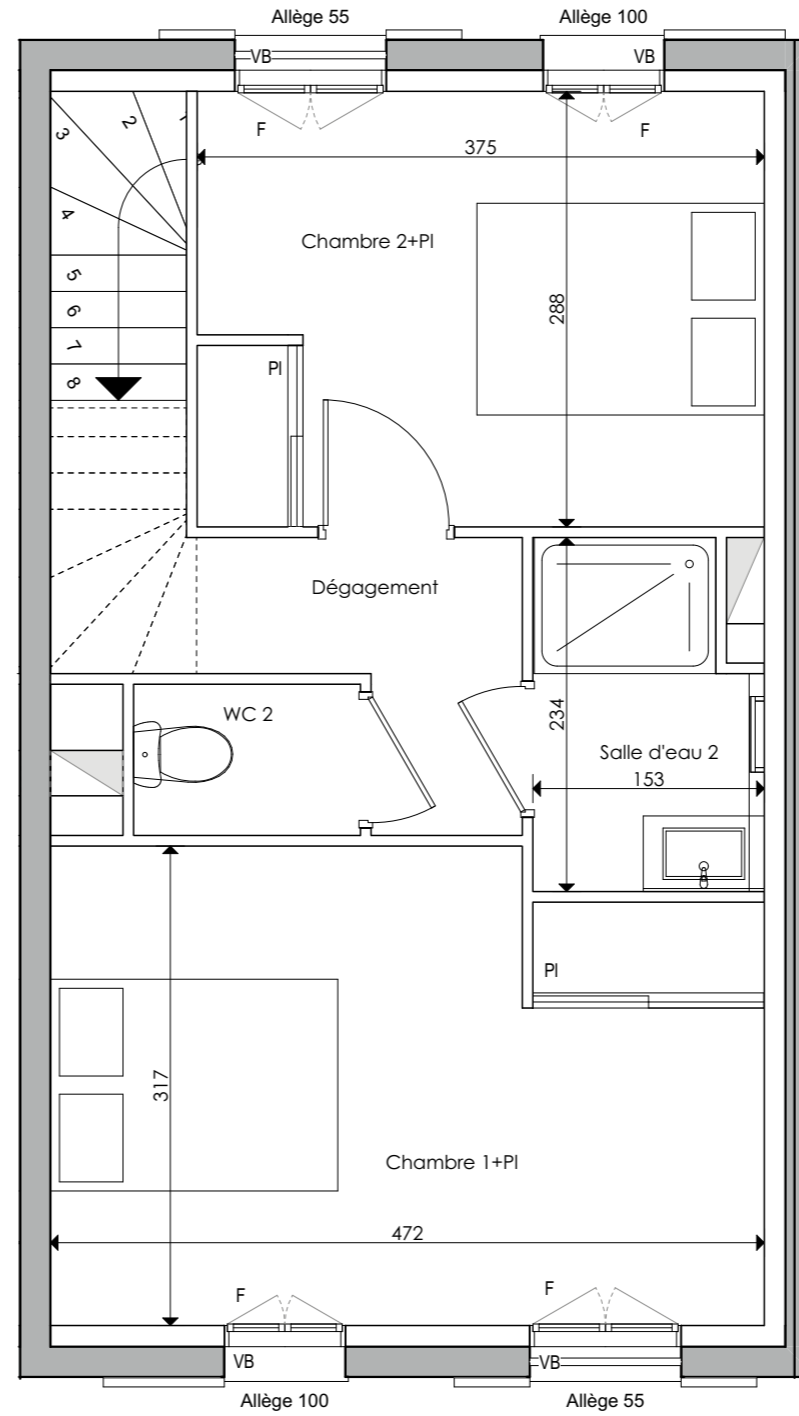 Allège 55
Allège 100
VB
VB
F
F
1
2
3
4
5
6
7
8
375
Chambre 2+Pl
288
Pl
Dégagement
WC 2
234
Salle d'eau 2
153
Pl
317
Chambre 1+Pl
472
F
F
VB
VB
Allège 100
Allège 55